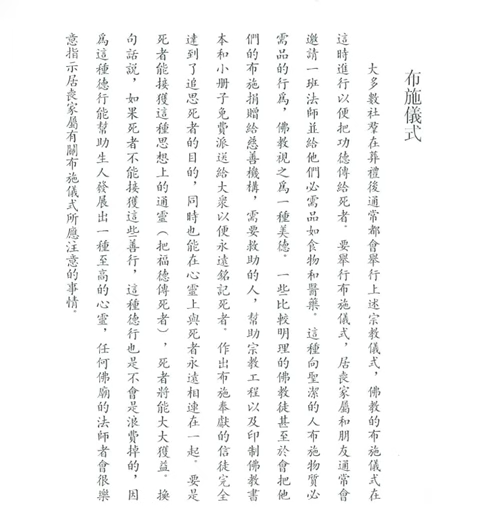 布施儀式
大多數社羣在葬禮後通常都會舉行上述宗教儀式，佛教的布施儀式在
這時進行以便把功德傳給死者。要舉行布施儀式，居喪家屬和朋友通常會
邀請一班法師並給他們必需品如食物和醫藥。這種向聖潔的人布施物質必
需品的行為，佛教視之為一種美德。一些比較明理的佛教徒甚至於會把他
們的布施捐贈給慈善機構，需要救助的人，幫助宗教工程以及印制佛教書
本和小册子免費派送給大衆以便永遠銘記死者。作出布施奉獻的信徒完全
達到了追思死者的目的，同時也能在心靈上與死者永遠相連在一起。要是
死者能接獲這種思想上的通靈（把福德傳死者），死者將能大大獲益。換
句話說，如果死者不能接獲這些善行，這種德行也是不會是浪費掉的，因
為這種德行能幫助生人發展出一種至高的心靈，任何佛廟的法師者會很樂
意指示居喪家屬有關布施儀式所應注意的事情。